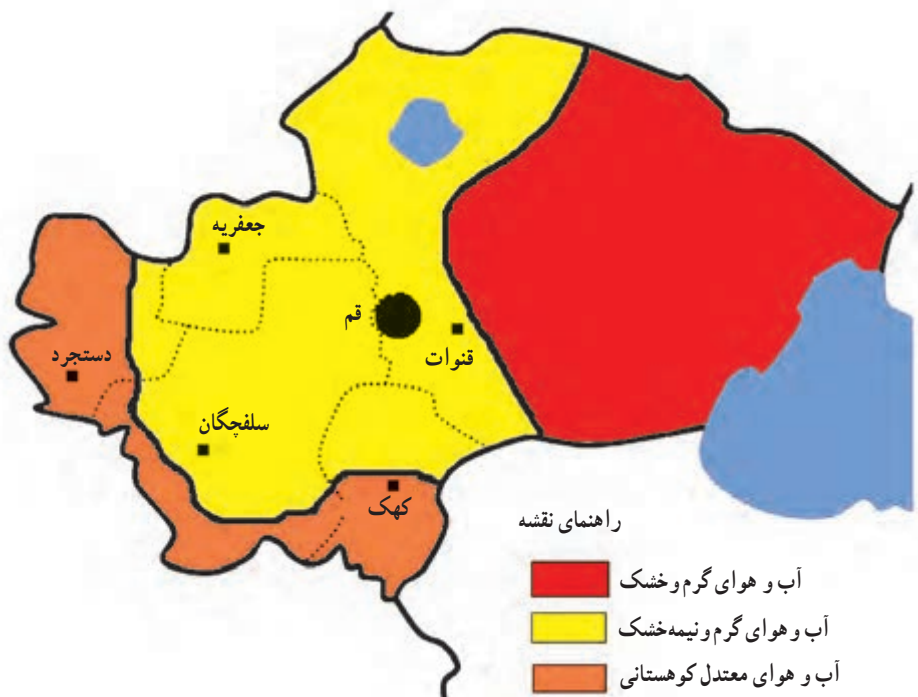 جعفریه
قم
قنوات
دستجرد
سلفچگان
کهک
راهنمای نقشه
آب و هوای گرم و خشک
آب و هوای گرم و نیمه‌خشک
آب و هوای معتدل کوهستانی